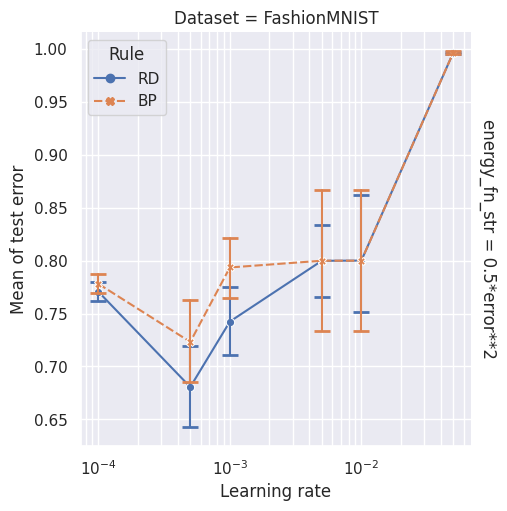 Dataset = FashionMNIST
Rule
RD
BP
1.00
0.95
0.90
0.85
0.80
0.75
0.70
0.65
Mean of test error
10⁻⁴
10⁻³
10⁻²
Learning rate
energy_fn_str = 0.5*error**2